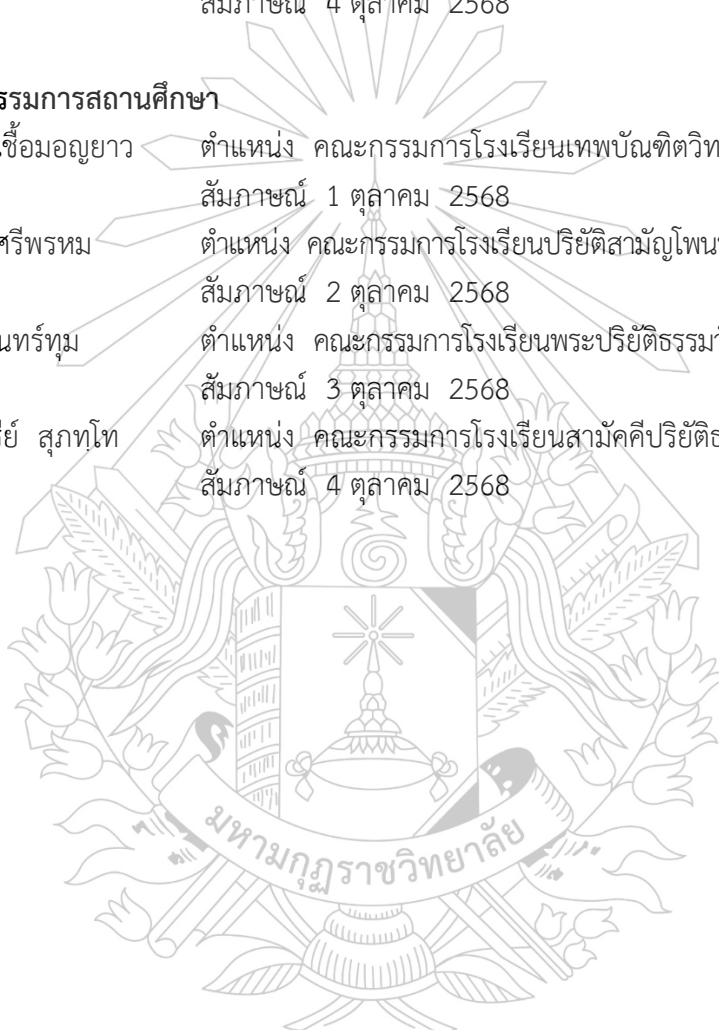 สัมภาษณ์ 4 ตุลาคม 2568
รรมการสถานศึกษา
เชื้อมอญยาว ตำแหน่ง คณะกรรมการโรงเรียนเทพบัณฑิตวิท
สัมภาษณ์ 1 ตุลาคม 2568
ศรีพรหม ตำแหน่ง คณะกรรมการโรงเรียนปริยัติสามัญโพน
สัมภาษณ์ 2 ตุลาคม 2568
นทร์ทุม ตำแหน่ง คณะกรรมการโรงเรียนพระปริยัติธรรมวั
สัมภาษณ์ 3 ตุลาคม 2568
ีย์ สุภทฺโท ตำแหน่ง คณะกรรมการโรงเรียนสามัคคีปริยัติธ
สัมภาษณ์ 4 ตุลาคม 2568
มหามกุฏราชวิทยาลัย